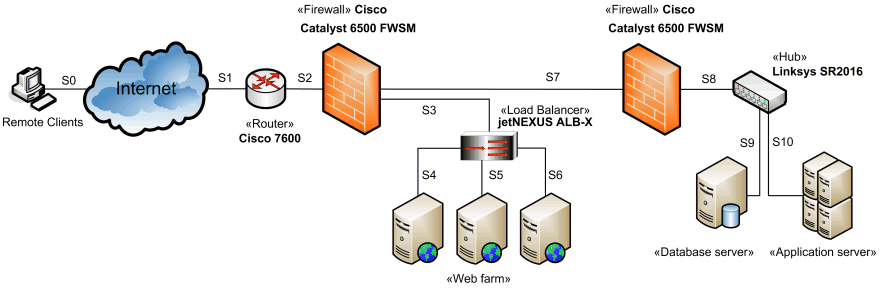 «Firewall» Cisco
Catalyst 6500 FWSM
«Firewall» Cisco
Catalyst 6500 FWSM
«Hub»
Linksys SR2016
S0
Internet
S1
S2
S7
S8
Remote Clients
«Router»
Cisco 7600
S3
«Load Balancer»
jetNEXUS ALB-X
S4
S5
S6
S9
S10
«Web farm»
«Database server»
«Application server»